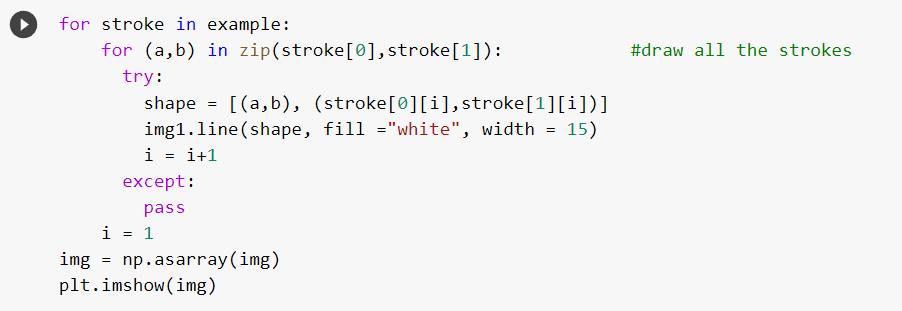 for stroke in example:
    for (a,b) in zip(stroke[0],stroke[1]):            #draw all the strokes
      try:
        shape = [(a,b), (stroke[0][i],stroke[1][i])]
        img1.line(shape, fill ="white", width = 15)
        i = i+1
      except:
        pass
    i = 1
img = np.asarray(img)
plt.imshow(img)